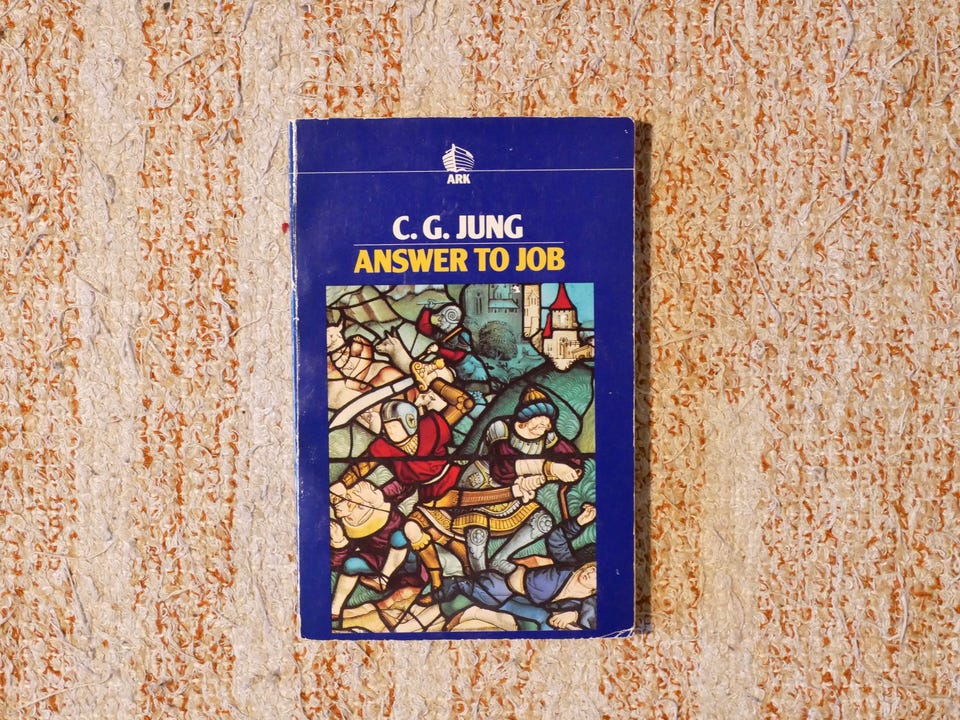 ARK
C. G. JUNG
ANSWER TO JOB